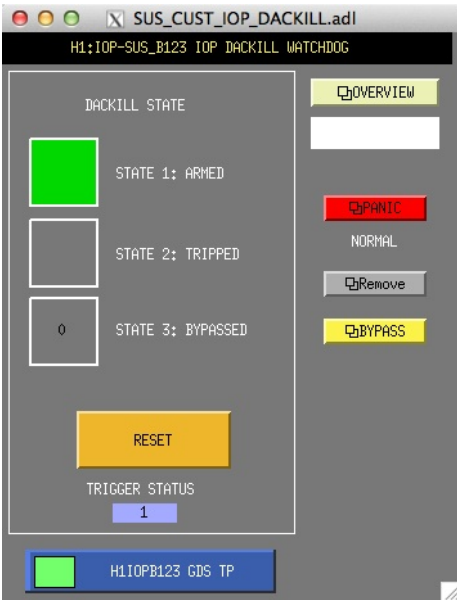 SUS_CUST_IOP_DACKILL.adl
H1:IOP-SUS_B123 IOP DACKILL WATCHDOG
DACKILL STATE
STATE 1: ARMED
STATE 2: TRIPPED
0
STATE 3: BYPASSED
RESET
TRIGGER STATUS
1
H1IOPB123 GDS TP
OVERVIEW
PANIC
NORMAL
Remove
BYPASS